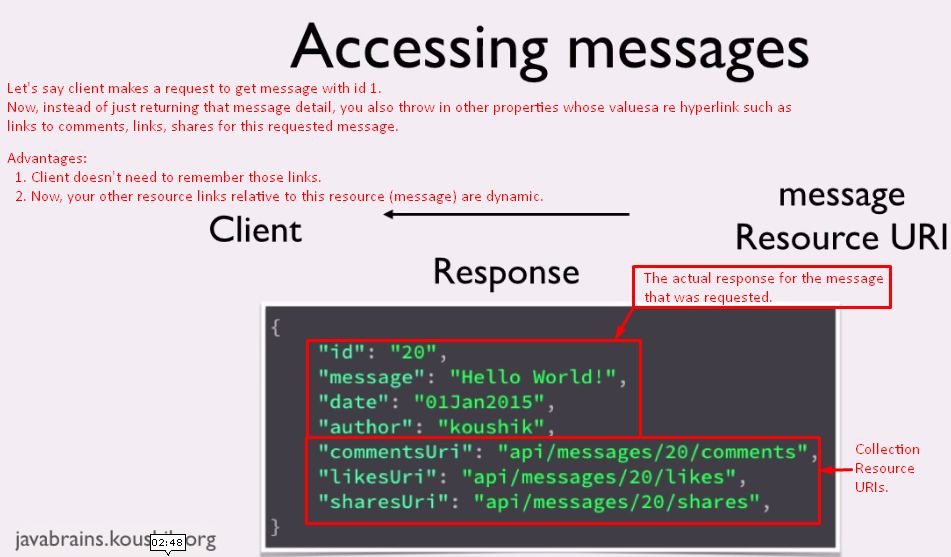 Accessing messages
Let's say client makes a request to get message with id 1.
Now, instead of just returning that message detail, you also throw in other properties whose valuesa re hyperlink such as
links to comments, links, shares for this requested message.
Advantages:
1. Client doesn't need to remember those links.
2. Now, your other resource links relative to this resource (message) are dynamic.
Client
message
Resource URI
Response
The actual response for the message
that was requested.
{
"id": "20",
"message": "Hello World!",
"date": "01Jan2015",
"author": "koushik",
"commentsUri": "api/messages/20/comments",
"likesUri": "api/messages/20/likes",
"sharesUri": "api/messages/20/shares",
}
Collection
Resource
URIs.
javabrains.kous org
02:48